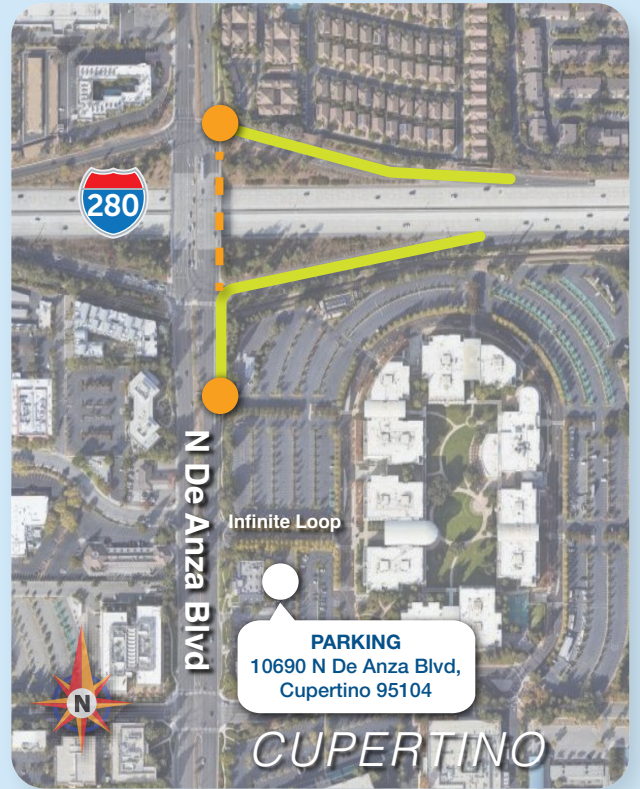 280
N De Anza Blvd
Infinite Loop
PARKING
10690 N De Anza Blvd,
Cupertino 95104
N
CUPERTINO